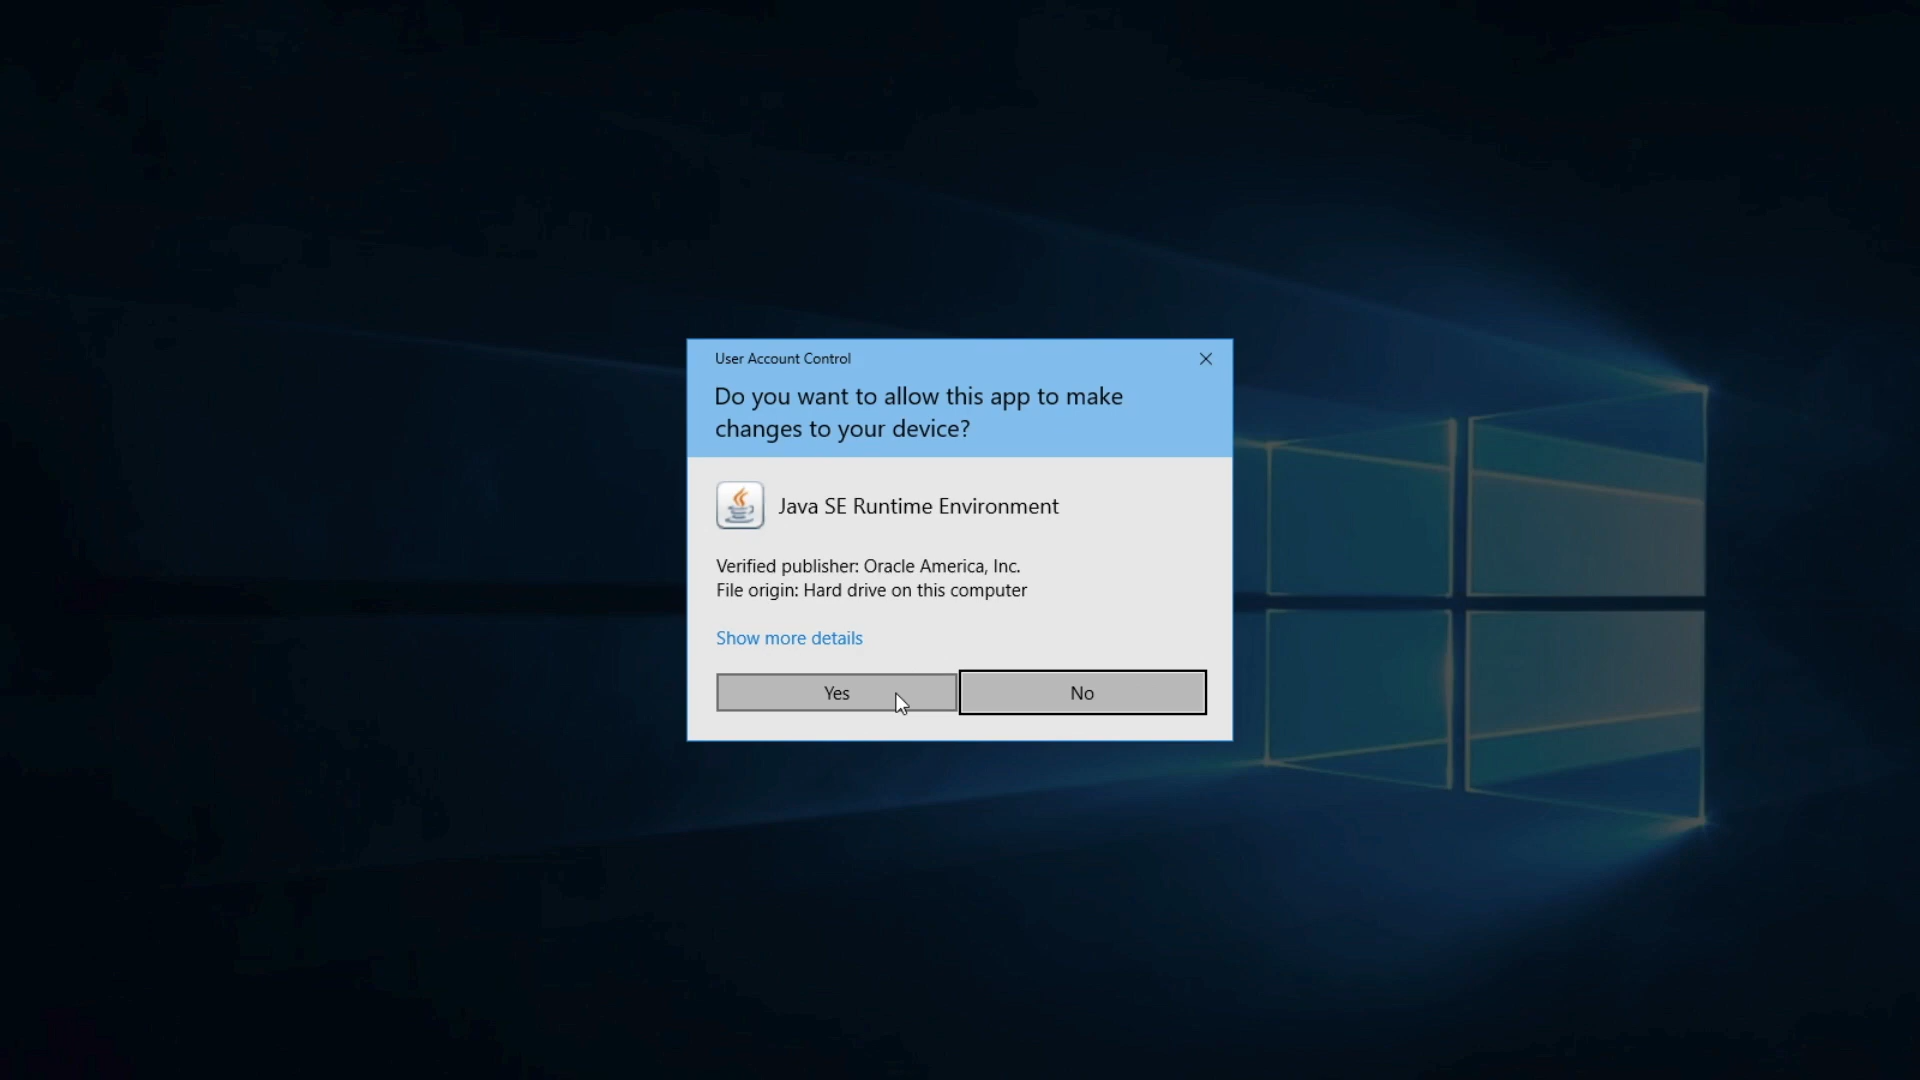 User Account Control
Do you want to allow this app to make
changes to your device?
Java SE Runtime Environment
Verified publisher: Oracle America, Inc.
File origin: Hard drive on this computer
Show more details
Yes
No